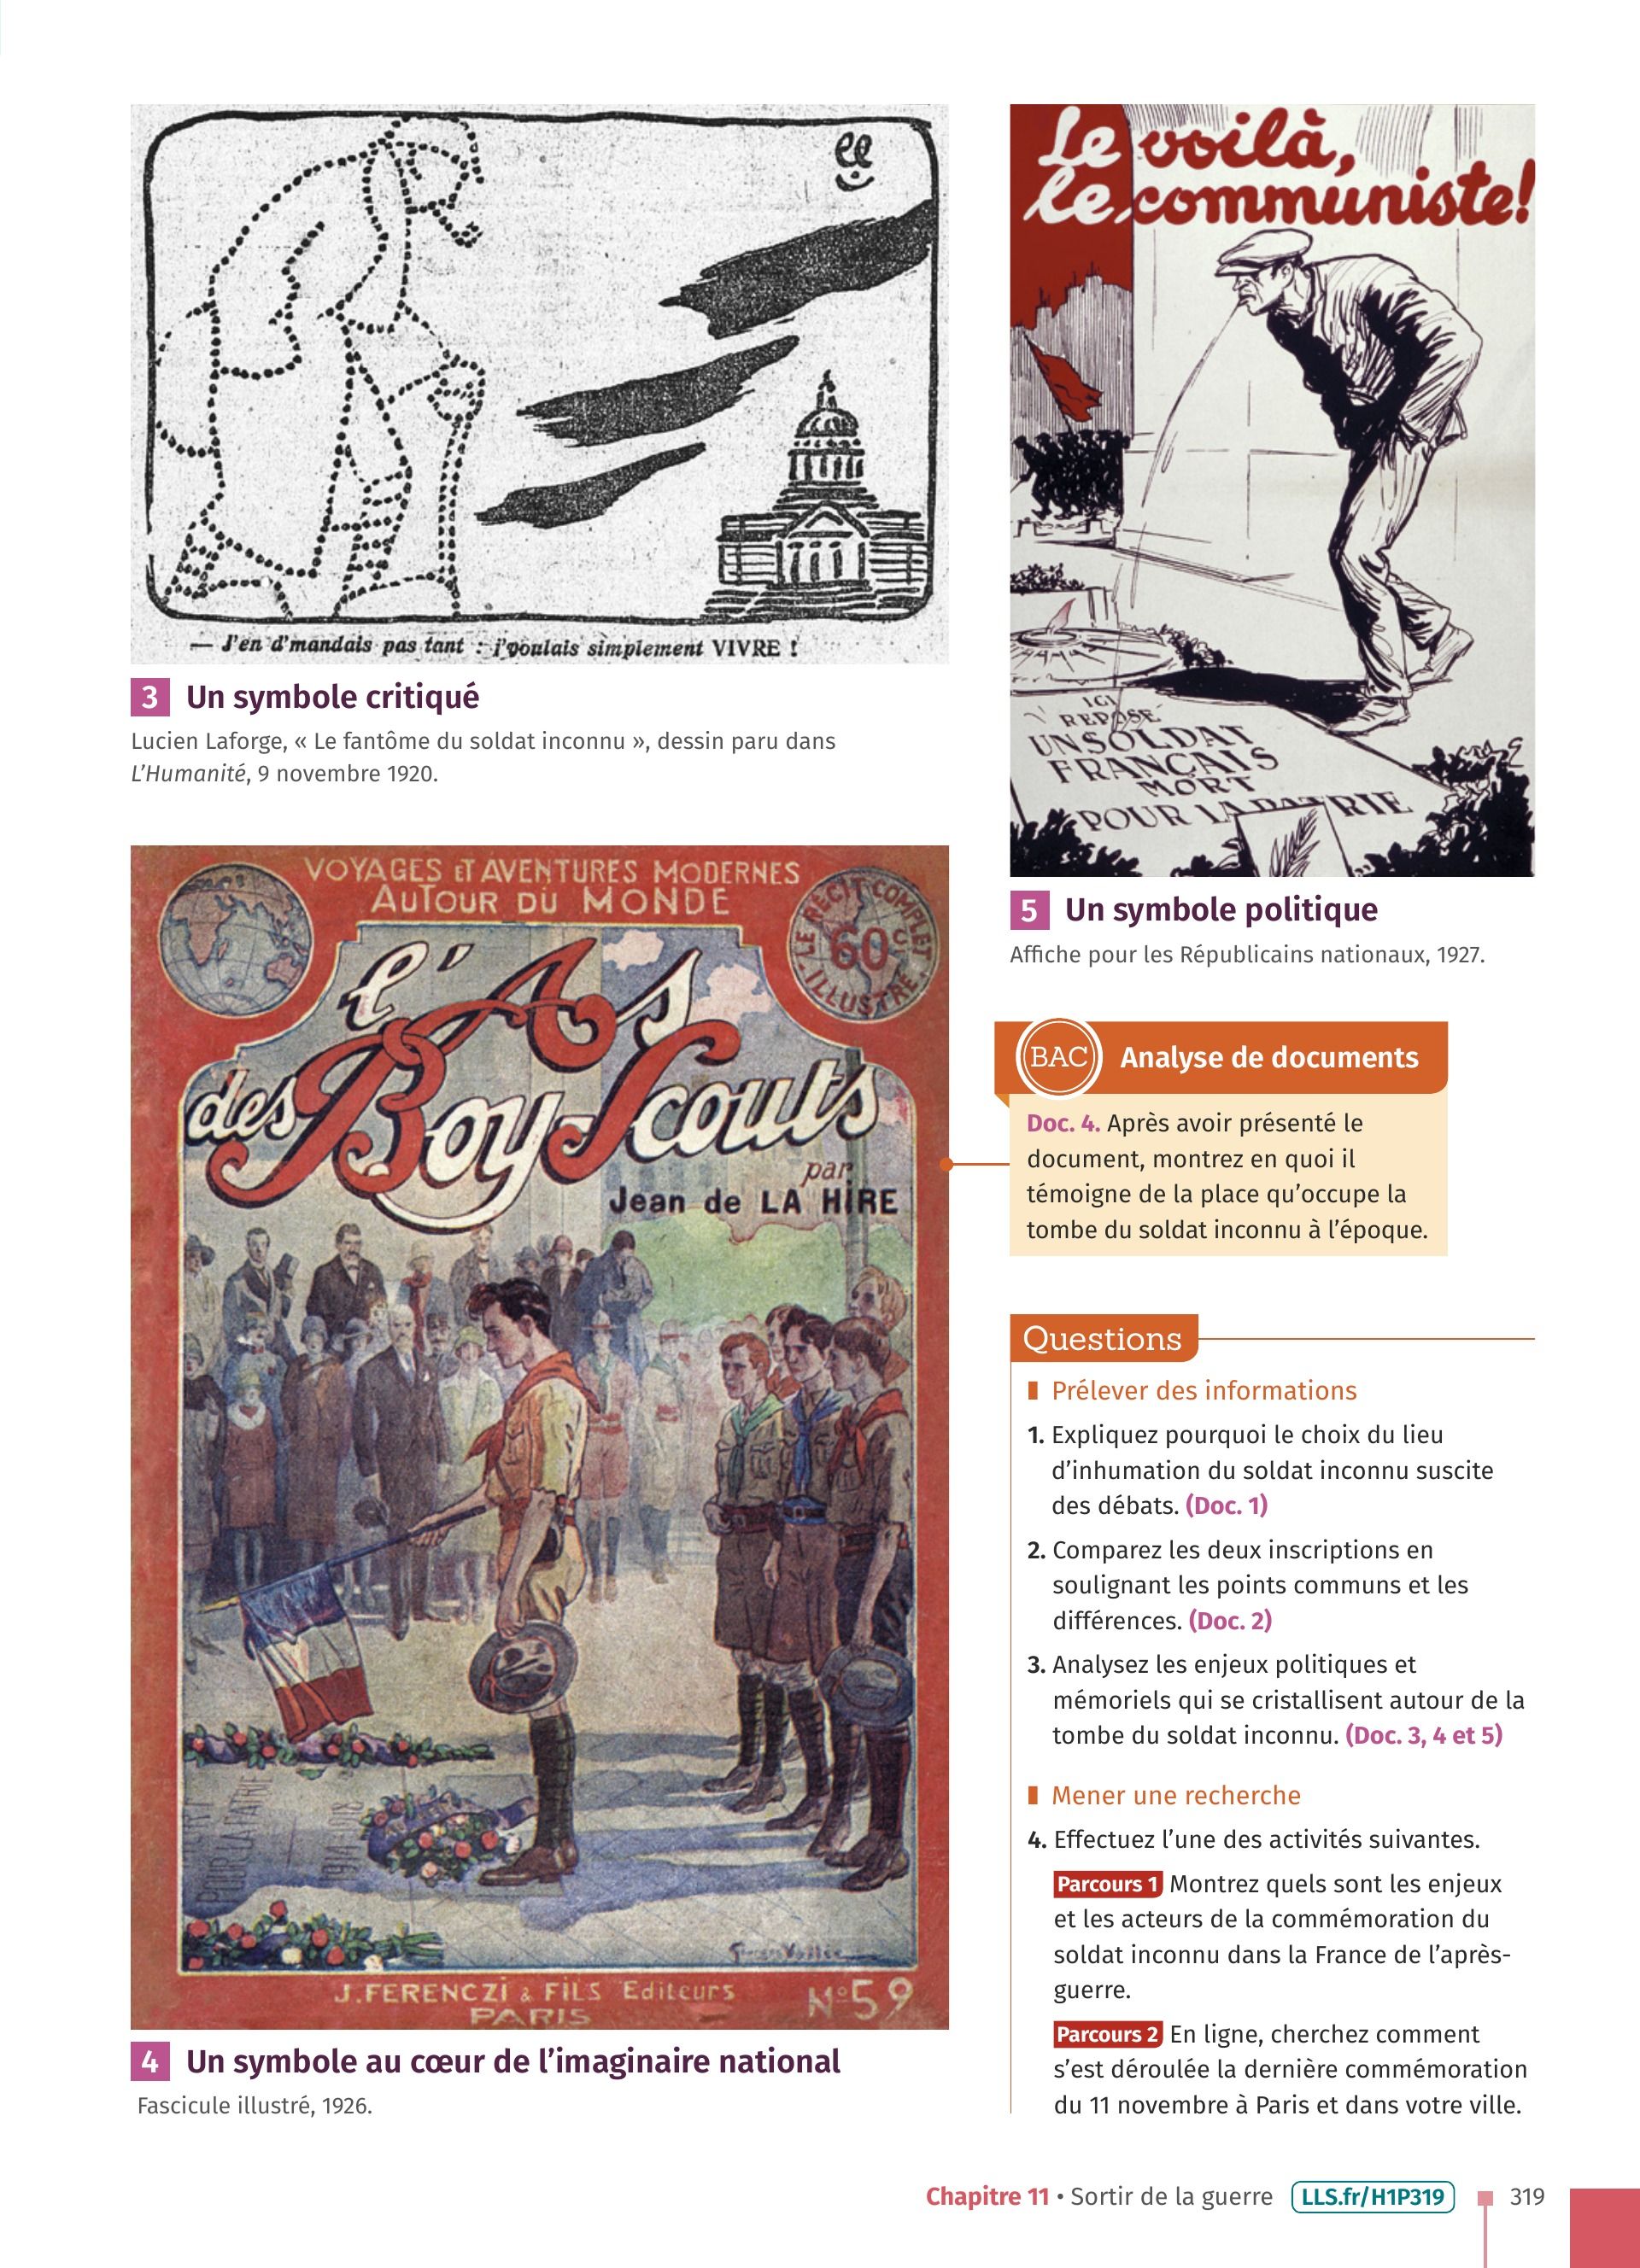 — J'en d'mandais pas tant : j'voulais simplement VIVRE !
3 Un symbole critiqué
Lucien Laforge, « Le fantôme du soldat inconnu », dessin paru dans
L'Humanité, 9 novembre 1920.
VOYAGES ET AVENTURES MODERNES
AUTOUR DU MONDE
LE RÉCIT COMPLET
60c
ILLUSTRÉ
l'As
des Boy-Scouts
par
Jean de LA HIRE
POUR LA PATRIE
J. FERENCZI & FILS Editeurs
PARIS
N° 59
4 Un symbole au cœur de l'imaginaire national
Fascicule illustré, 1926.
Le voilà,
le communiste!
ICI
REPOSE
UN SOLDAT
FRANÇAIS
MORT
POUR LA PATRIE
5 Un symbole politique
Affiche pour les Républicains nationaux, 1927.
BAC Analyse de documents
Doc. 4. Après avoir présenté le
document, montrez en quoi il
témoigne de la place qu'occupe la
tombe du soldat inconnu à l'époque.
Questions
Prélever des informations
1. Expliquez pourquoi le choix du lieu
d'inhumation du soldat inconnu suscite
des débats. (Doc. 1)
2. Comparez les deux inscriptions en
soulignant les points communs et les
différences. (Doc. 2)
3. Analysez les enjeux politiques et
mémoriels qui se cristallisent autour de la
tombe du soldat inconnu. (Doc. 3, 4 et 5)
Mener une recherche
4. Effectuez l'une des activités suivantes.
Parcours 1 Montrez quels sont les enjeux
et les acteurs de la commémoration du
soldat inconnu dans la France de l'après-
guerre.
Parcours 2 En ligne, cherchez comment
s'est déroulée la dernière commémoration
du 11 novembre à Paris et dans votre ville.
Chapitre 11 • Sortir de la guerre LLS.fr/H1P319 319